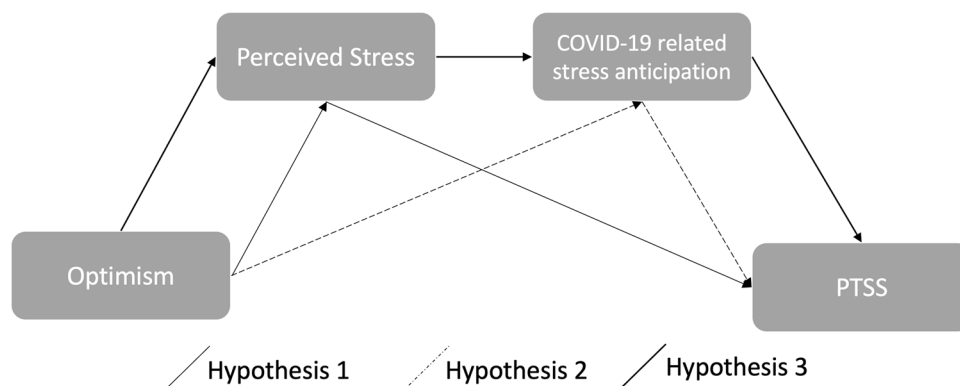 Perceived Stress
COVID-19 related
stress anticipation
Optimism
PTSS
Hypothesis 1
Hypothesis 2
Hypothesis 3